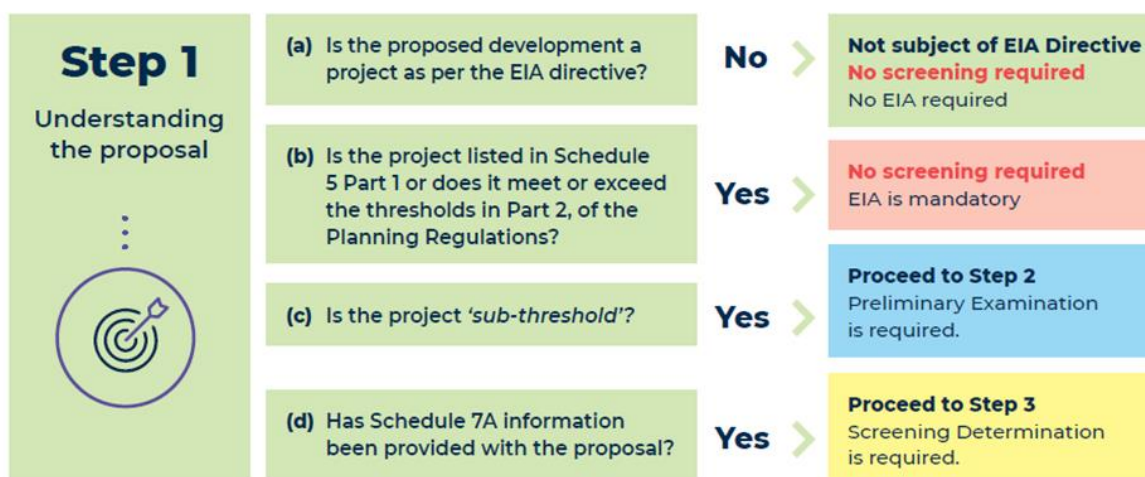 Step 1
Understanding
the proposal
(a) Is the proposed development a
project as per the EIA directive?
No
Not subject of EIA Directive
No screening required
No EIA required
(b) Is the project listed in Schedule
5 Part 1 or does it meet or exceed
the thresholds in Part 2, of the
Planning Regulations?
Yes
No screening required
EIA is mandatory
(c) Is the project ‘sub-threshold’?
Yes
Proceed to Step 2
Preliminary Examination
is required.
(d) Has Schedule 7A information
been provided with the proposal?
Yes
Proceed to Step 3
Screening Determination
is required.